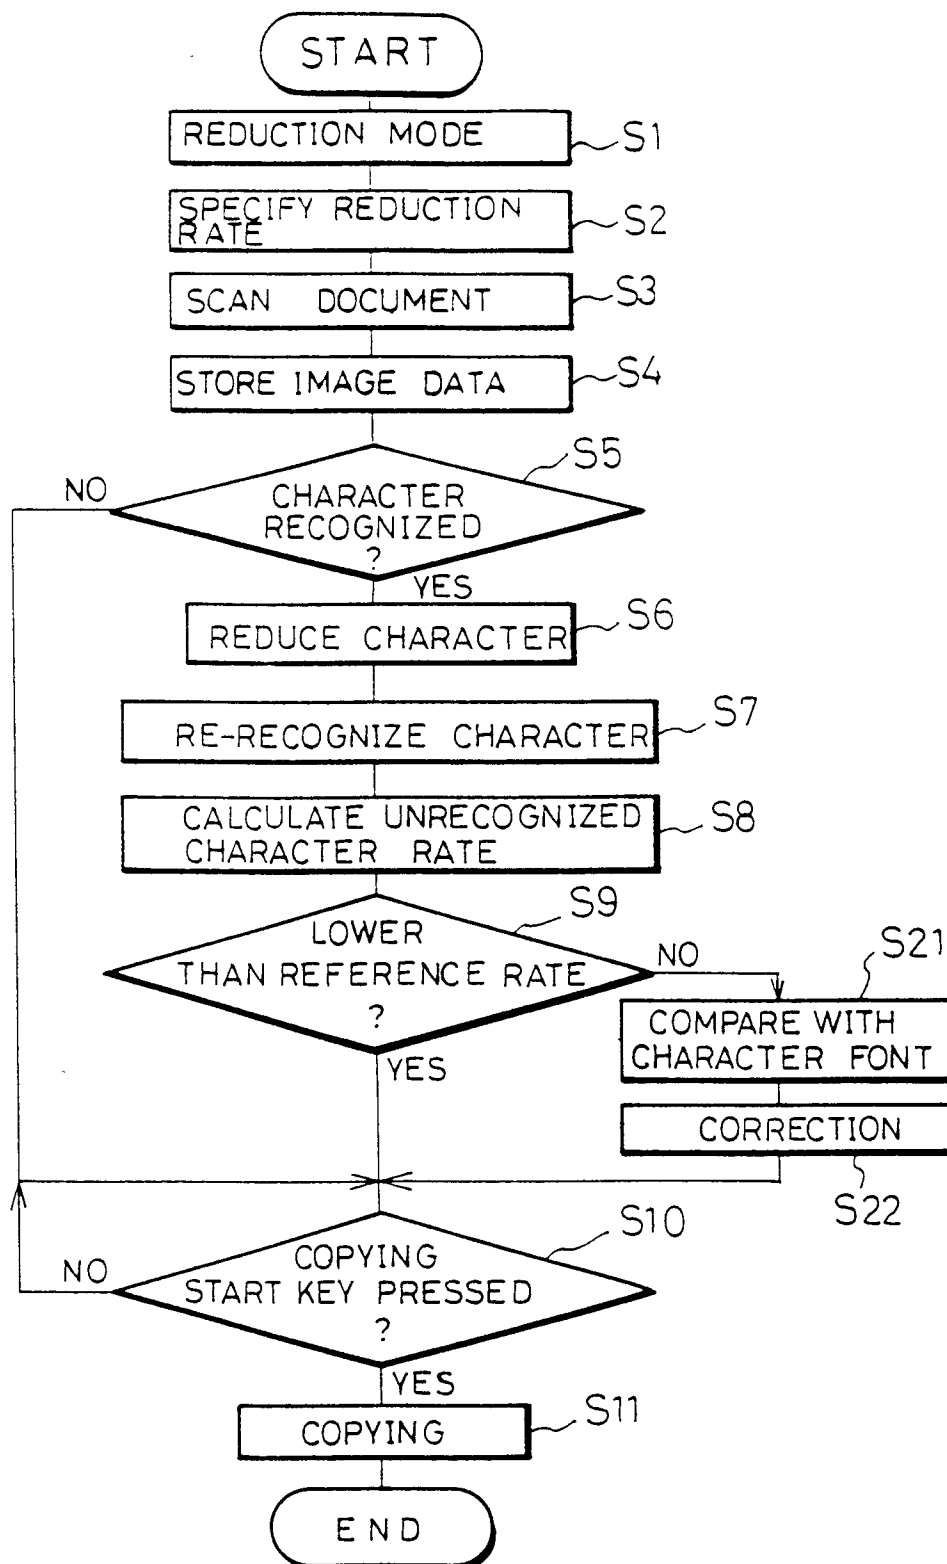 START
REDUCTION MODE
S1
SPECIFY REDUCTION
RATE
S2
SCAN DOCUMENT
S3
STORE IMAGE DATA
S4
S5
NO
CHARACTER
RECOGNIZED
?
YES
REDUCE CHARACTER
S6
RE-RECOGNIZE CHARACTER
S7
CALCULATE UNRECOGNIZED
CHARACTER RATE
S8
S9
LOWER
THAN REFERENCE RATE
?
NO
YES
S21
COMPARE WITH
CHARACTER FONT
CORRECTION
S22
S10
NO
COPYING
START KEY PRESSED
?
YES
COPYING
S11
END